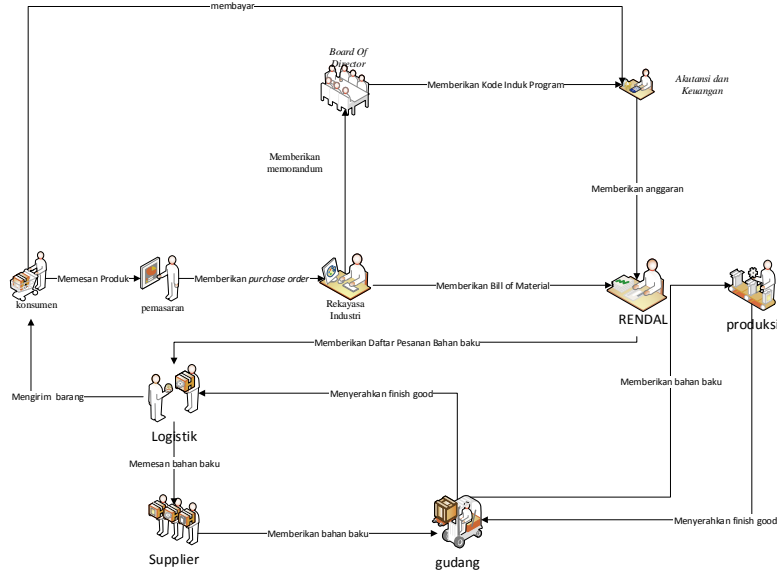 membayar
Board Of
Director
Memberikan Kode Induk Program
Akutansi dan
Keuangan
Memberikan
memorandum
Memberikan anggaran
konsumen
Memesan Produk
pemasaran
Memberikan purchase order
Rekayasa
Industri
Memberikan Bill of Material
RENDAL
produksi
Memberikan Daftar Pesanan Bahan baku
Memberikan bahan baku
Mengirim barang
Menyerahkan finish good
Logistik
Memesan bahan baku
Supplier
Memberikan bahan baku
gudang
Menyerahkan finish good